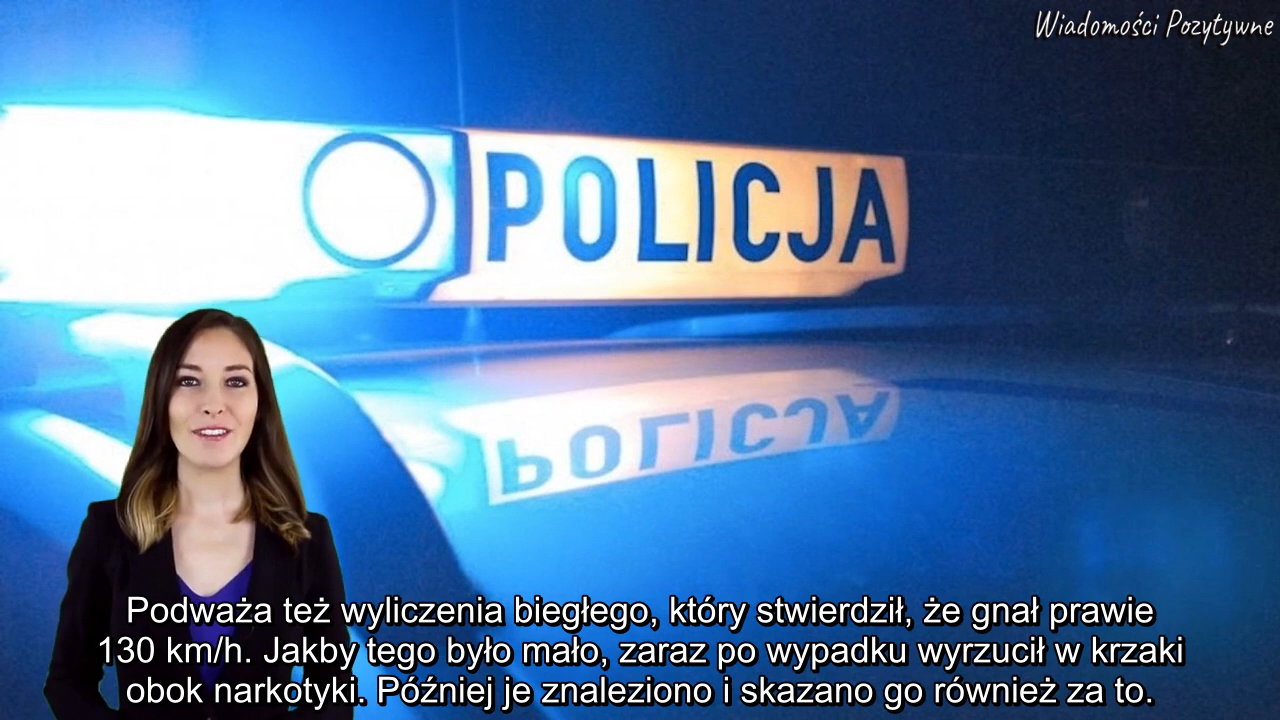 Wiadomości Pozytywne
POLICJA
POLICJA
Podważa też wyliczenia biegłego, który stwierdził, że gnał prawie
130 km/h. Jakby tego było mało, zaraz po wypadku wyrzucił w krzaki
obok narkotyki. Później je znaleziono i skazano go również za to.